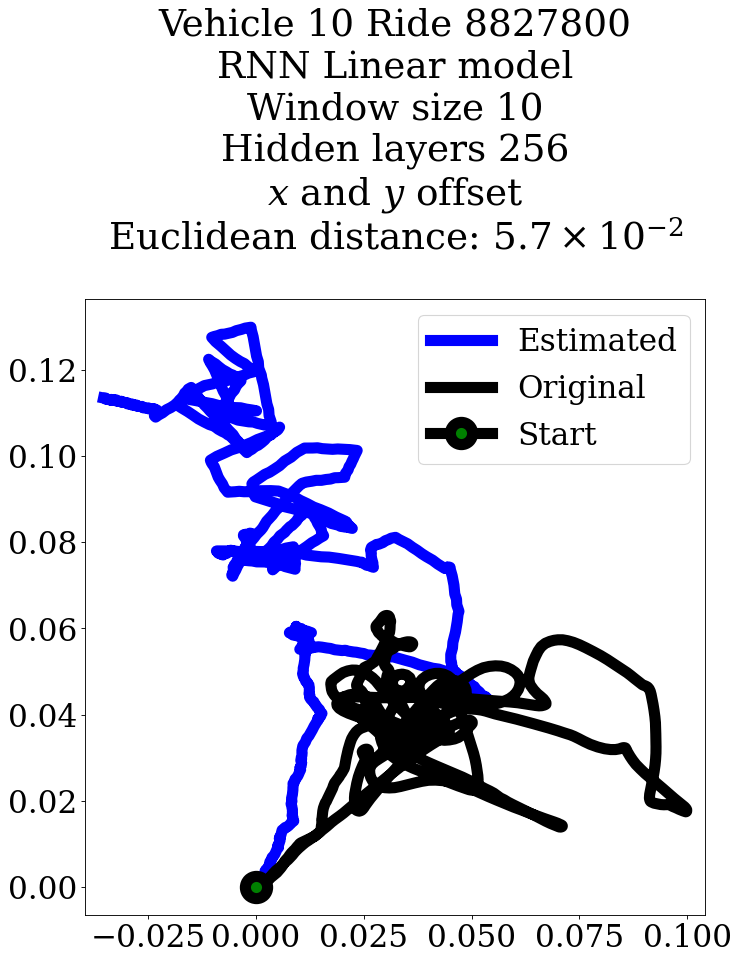 Vehicle 10 Ride 8827800
RNN Linear model
Window size 10
Hidden layers 256
x and y offset
Euclidean distance: 5.7 × 10⁻²
Estimated
Original
Start
0.12
0.10
0.08
0.06
0.04
0.02
0.00
−0.025 0.000 0.025 0.050 0.075 0.100